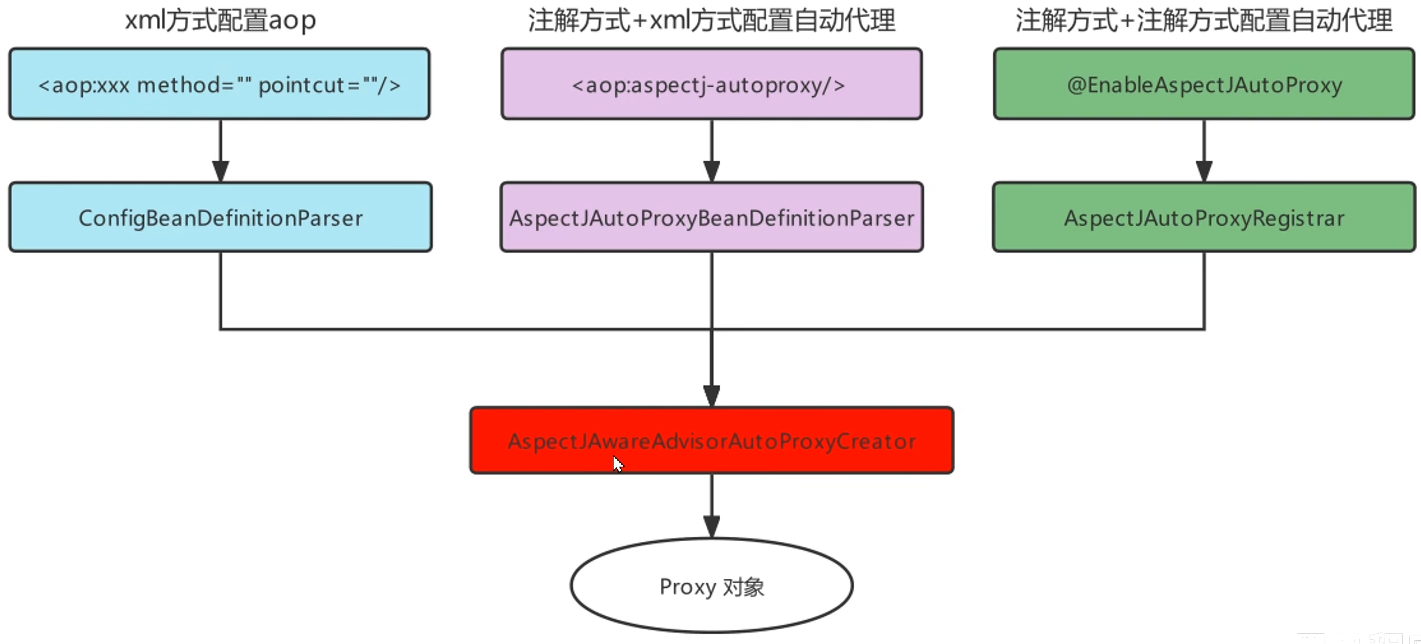 xml方式配置aop
注解方式+xml方式配置自动代理
注解方式+注解方式配置自动代理
<aop:xxx method="" pointcut=""/>
<aop:aspectj-autoproxy/>
@EnableAspectJAutoProxy
ConfigBeanDefinitionParser
AspectJAutoProxyBeanDefinitionParser
AspectJAutoProxyRegistrar
AspectJAwareAdvisorAutoProxyCreator
Proxy 对象